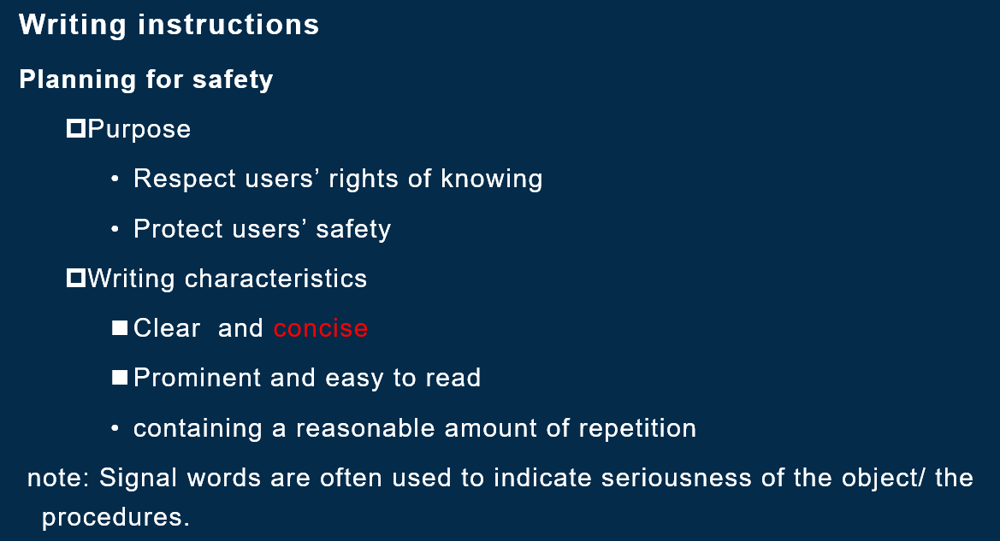 Writing instructions
Planning for safety
Purpose
• Respect users’ rights of knowing
• Protect users’ safety
Writing characteristics
■ Clear  and concise
■ Prominent and easy to read
• containing a reasonable amount of repetition
note: Signal words are often used to indicate seriousness of the object/ the
procedures.